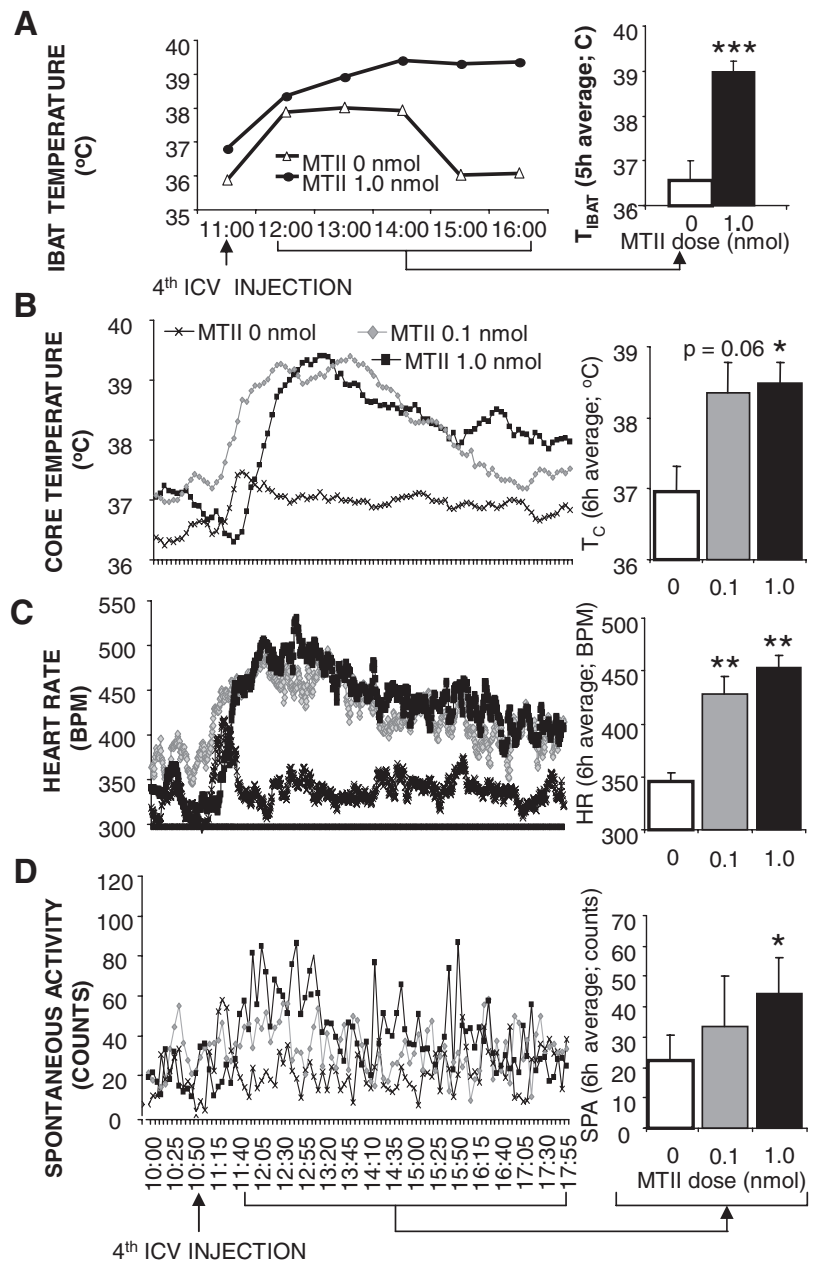 A
IBAT TEMPERATURE
(ºC)
40
39
38
37
36
35
MTII 0 nmol
MTII 1.0 nmol
11:00 12:00 13:00 14:00 15:00 16:00
4th ICV INJECTION
TIBAT (5h average; C)
40
39
38
37
36
***
0 1.0
MTII dose (nmol)
B
CORE TEMPERATURE
(ºC)
40
39
38
37
36
MTII 0 nmol
MTII 0.1 nmol
MTII 1.0 nmol
TC (6h average; ºC)
39
38
37
36
p = 0.06 *
0 0.1 1.0
C
HEART RATE
(BPM)
550
500
450
400
350
300
HR (6h average; BPM)
500
450
400
350
300
**
**
0 0.1 1.0
D
SPONTANEOUS ACTIVITY
(COUNTS)
120
100
80
60
40
20
0
10:00
10:25
10:50
11:15
11:40
12:05
12:30
12:55
13:20
13:45
14:10
14:35
15:00
15:25
15:50
16:15
16:40
17:05
17:30
17:55
4th ICV INJECTION
SPA (6h average; counts)
70
60
50
40
30
20
10
0
*
0 0.1 1.0
MTII dose (nmol)